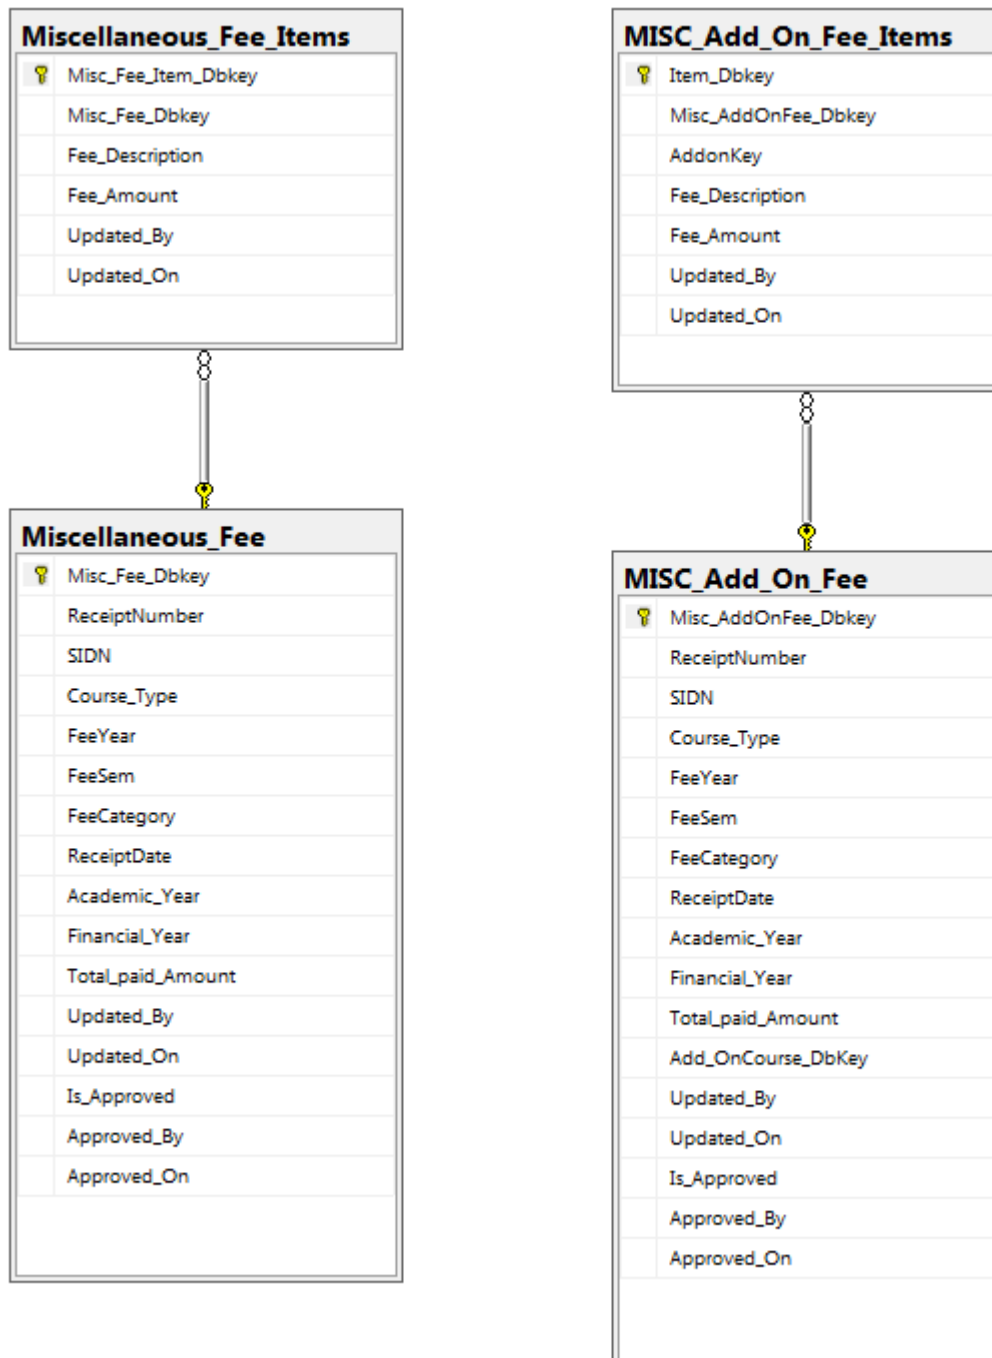 Miscellaneous_Fee_Items
Misc_Fee_Item_Dbkey
Misc_Fee_Dbkey
Fee_Description
Fee_Amount
Updated_By
Updated_On
Miscellaneous_Fee
Misc_Fee_Dbkey
ReceiptNumber
SIDN
Course_Type
FeeYear
FeeSem
FeeCategory
ReceiptDate
Academic_Year
Financial_Year
Total_paid_Amount
Updated_By
Updated_On
Is_Approved
Approved_By
Approved_On
MISC_Add_On_Fee_Items
Item_Dbkey
Misc_AddOnFee_Dbkey
AddonKey
Fee_Description
Fee_Amount
Updated_By
Updated_On
MISC_Add_On_Fee
Misc_AddOnFee_Dbkey
ReceiptNumber
SIDN
Course_Type
FeeYear
FeeSem
FeeCategory
ReceiptDate
Academic_Year
Financial_Year
Total_paid_Amount
Add_OnCourse_DbKey
Updated_By
Updated_On
Is_Approved
Approved_By
Approved_On